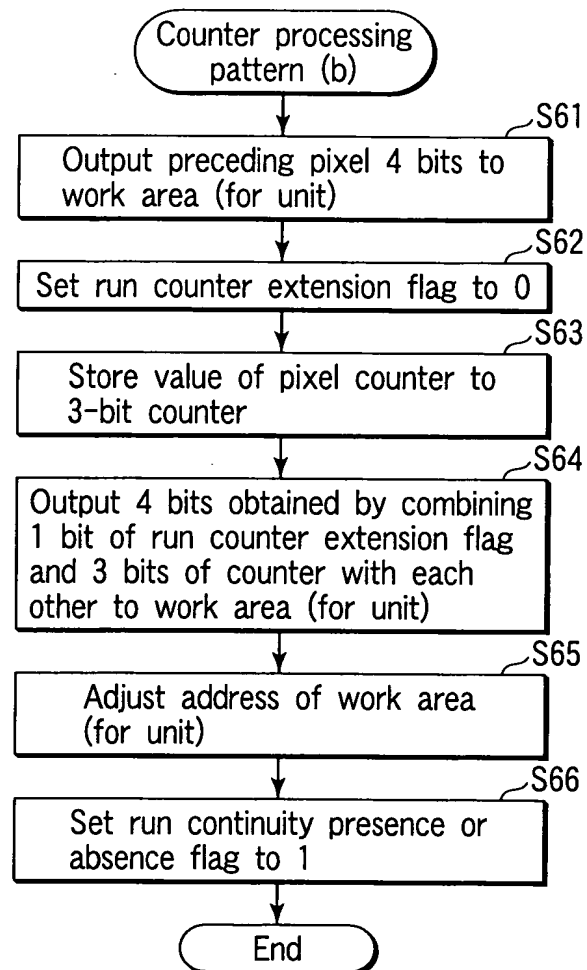 Counter processing
pattern (b)
S61
Output preceding pixel 4 bits to
work area (for unit)
S62
Set run counter extension flag to 0
S63
Store value of pixel counter to
3-bit counter
S64
Output 4 bits obtained by combining
1 bit of run counter extension flag
and 3 bits of counter with each
other to work area (for unit)
S65
Adjust address of work area
(for unit)
S66
Set run continuity presence or
absence flag to 1
End